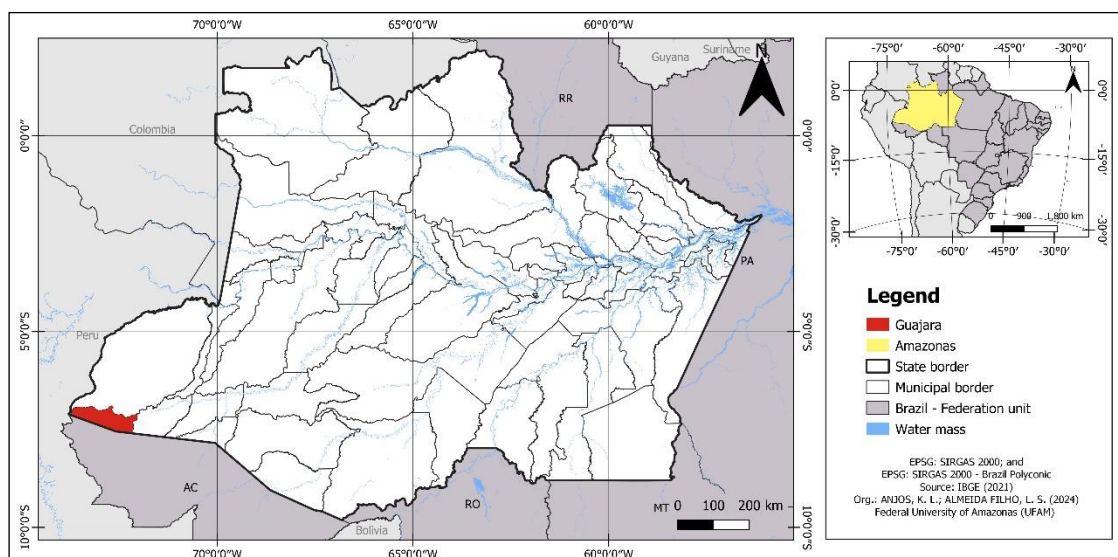 70°0'0"W 65°0'0"W 60°0'0"W
N
Suriname
Guyana
RR
Colombia
0°0'0" 0°0'0"
PA
Peru
5°0'0"S 5°0'0"S
AC
RO
MT 0 100 200 km
Bolivia
10°0'0"S 10°0'0"S
70°0'0"W 65°0'0"W 60°0'0"W
-75°0' -60°0' -45°0' -30°0'
N
0°0' 0°0'
-15°0' -15°0'
0 900 1.800 km
-30°0' -30°0'
-75°0' -60°0' -45°0' -30°0'
Legend
Guajara
Amazonas
State border
Municipal border
Brazil - Federation unit
Water mass
EPSG: SIRGAS 2000; and
EPSG: SIRGAS 2000 - Brazil Polyconic
Source: IBGE (2021)
Org.: ANJOS, K. L.; ALMEIDA FILHO, L. S. (2024)
Federal University of Amazonas (UFAM)